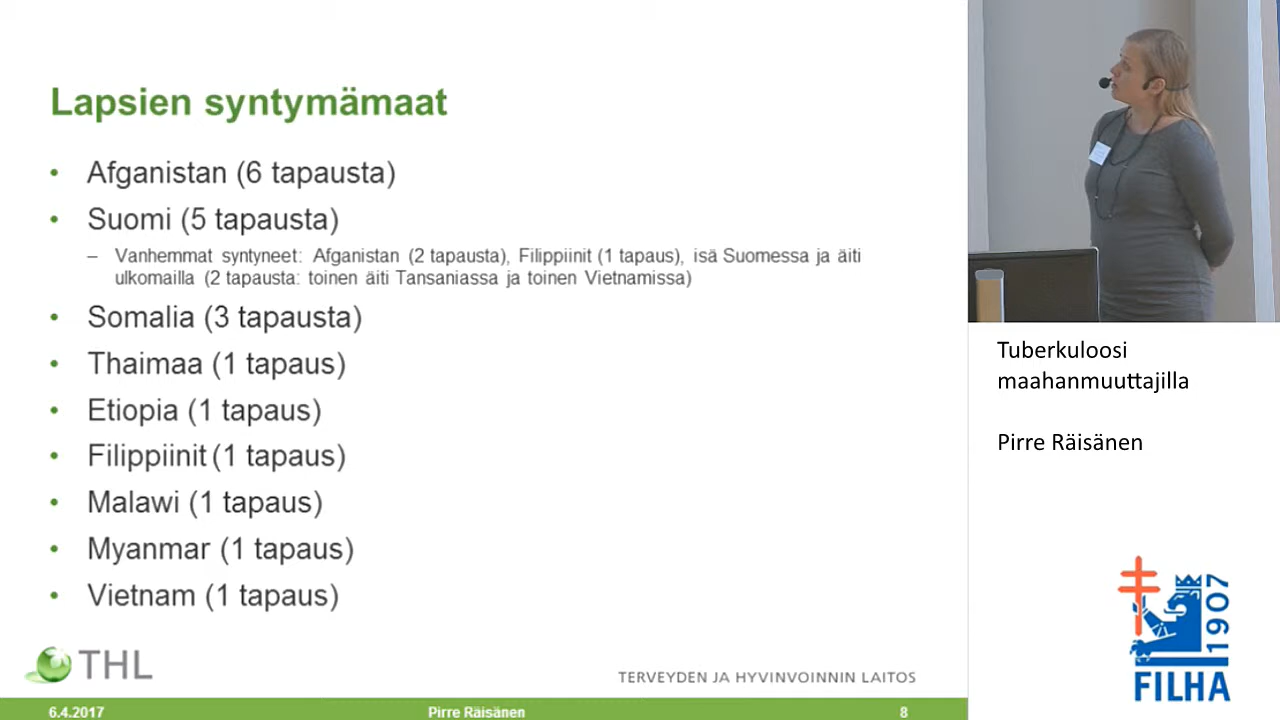 Lapsien syntymämaat
• Afganistan (6 tapausta)
• Suomi (5 tapausta)
– Vanhemmat syntyneet: Afganistan (2 tapausta), Filippiinit (1 tapaus), isä Suomessa ja äiti
ulkomailla (2 tapausta: toinen äiti Tansaniassa ja toinen Vietnamissa)
• Somalia (3 tapausta)
• Thaimaa (1 tapaus)
• Etiopia (1 tapaus)
• Filippiinit (1 tapaus)
• Malawi (1 tapaus)
• Myanmar (1 tapaus)
• Vietnam (1 tapaus)
THL
TERVEYDEN JA HYVINVOINNIN LAITOS
6.4.2017
Pirre Räisänen
8
Tuberkuloosi
maahanmuuttajilla
Pirre Räisänen
1907
FILHA